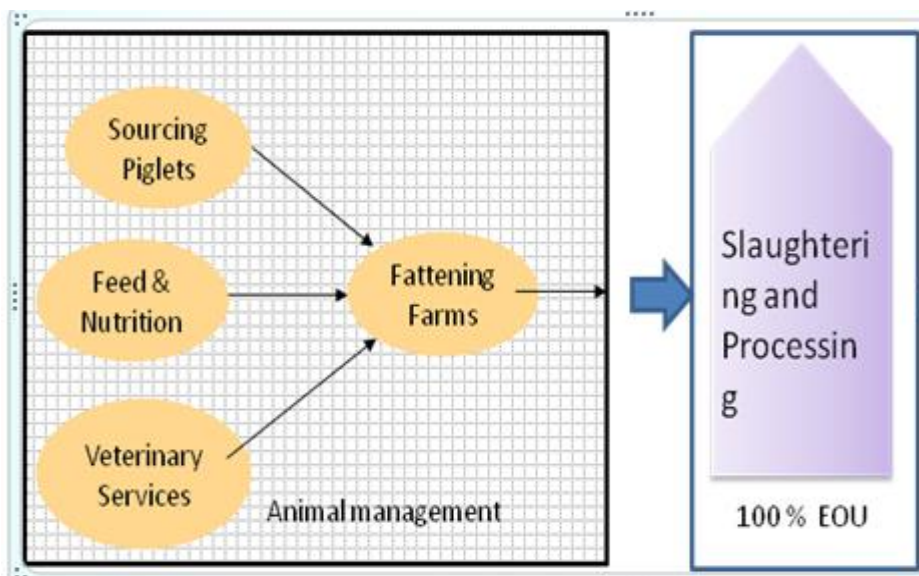 Sourcing
Piglets
Feed &
Nutrition
Veterinary
Services
Fattening
Farms
Animal management
Slaughteri
ng and
Processin
g
100 % EOU